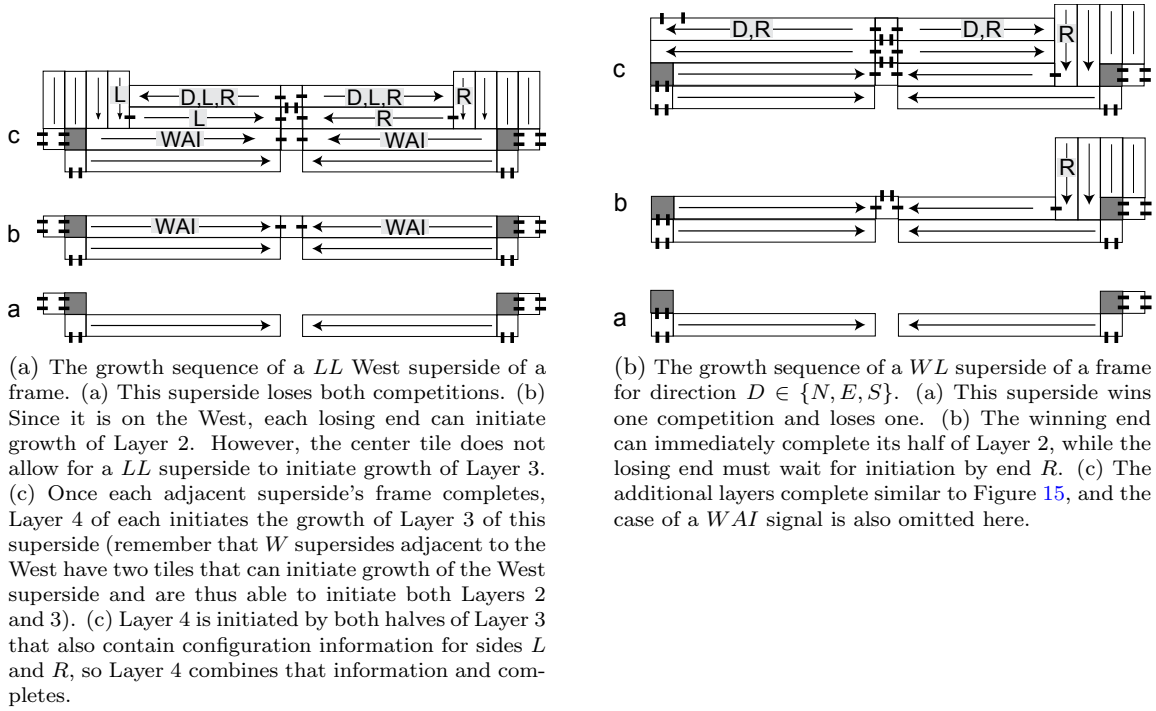 L
D,L,R
D,L,R
R
L
R
c
WAI
WAI
b
WAI
WAI
a
(a) The growth sequence of a LL West superside of a
frame. (a) This superside loses both competitions. (b)
Since it is on the West, each losing end can initiate
growth of Layer 2. However, the center tile does not
allow for a LL superside to initiate growth of Layer 3.
(c) Once each adjacent superside's frame completes,
Layer 4 of each initiates the growth of Layer 3 of this
superside (remember that W supersides adjacent to the
West have two tiles that can initiate growth of the West
superside and are thus able to initiate both Layers 2
and 3). (c) Layer 4 is initiated by both halves of Layer 3
that also contain configuration information for sides L
and R, so Layer 4 combines that information and com-
pletes.
D,R
D,R
R
c
R
b
a
(b) The growth sequence of a WL superside of a frame
for direction D ∈ {N, E, S}. (a) This superside wins
one competition and loses one. (b) The winning end
can immediately complete its half of Layer 2, while the
losing end must wait for initiation by end R. (c) The
additional layers complete similar to Figure 15, and the
case of a WAI signal is also omitted here.